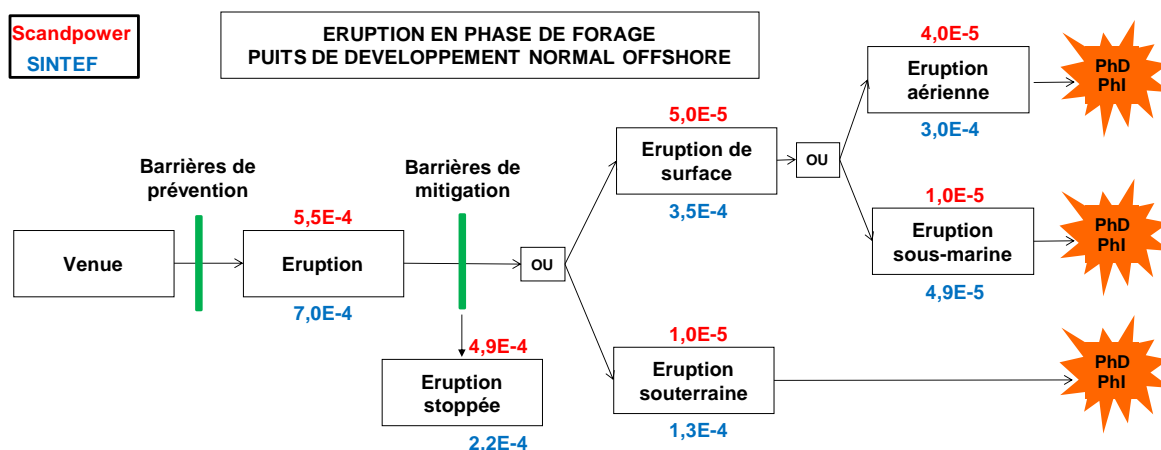 Scandpower
SINTEF
ERUPTION EN PHASE DE FORAGE
PUITS DE DEVELOPPEMENT NORMAL OFFSHORE
4,0E-5
Eruption
aérienne
3,0E-4
PhD
PhI
5,0E-5
Eruption de
surface
3,5E-4
OU
Barrières de
prévention
Barrières de
mitigation
1,0E-5
Eruption
sous-marine
4,9E-5
PhD
PhI
Venue
5,5E-4
Eruption
7,0E-4
OU
4,9E-4
Eruption
stoppée
2,2E-4
1,0E-5
Eruption
souterraine
1,3E-4
PhD
PhI